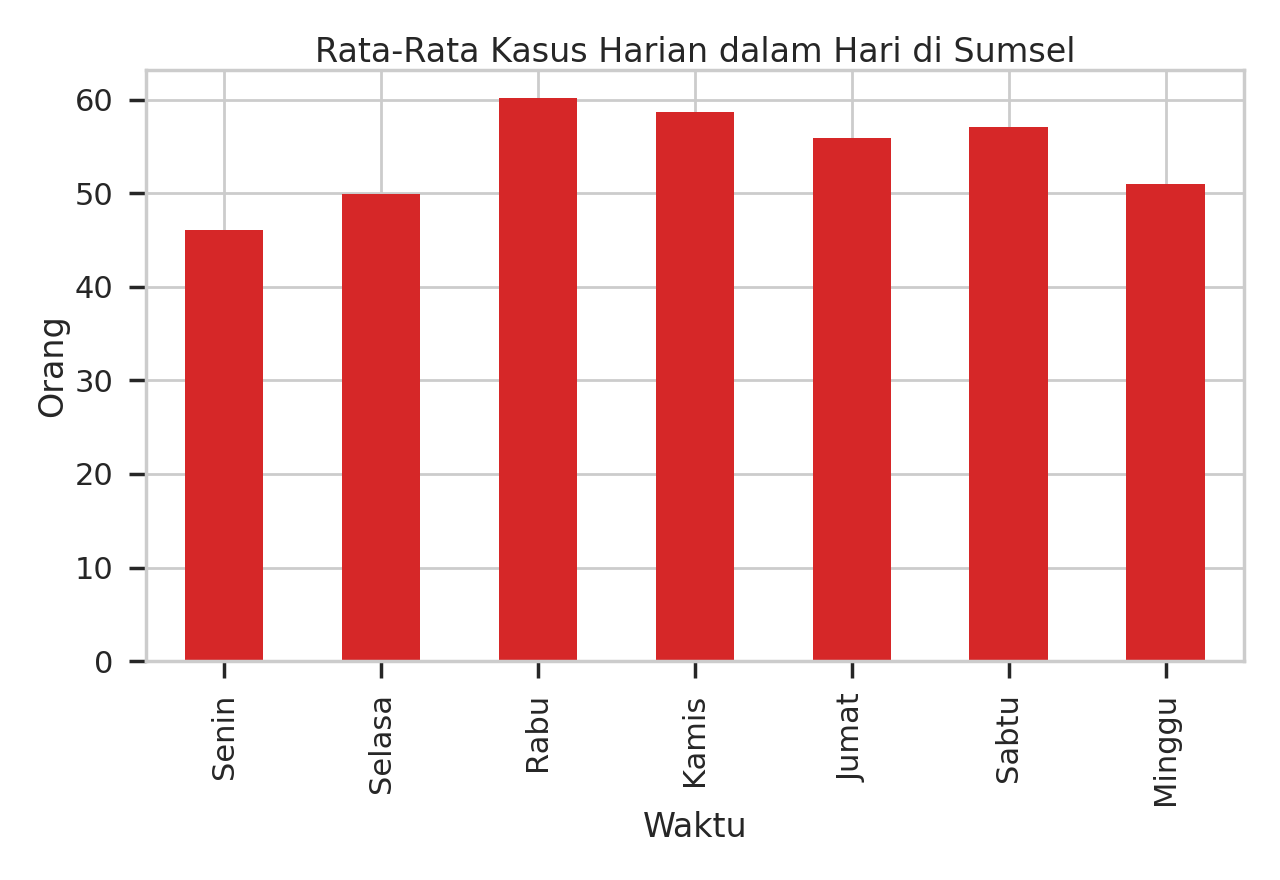 Rata-Rata Kasus Harian dalam Hari di Sumsel
60
50
40
30
20
10
0
Orang
Senin
Selasa
Rabu
Kamis
Jumat
Sabtu
Minggu
Waktu